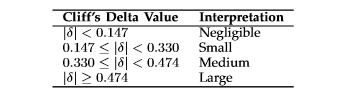 Cliff's Delta Value Interpretation
|δ| < 0.147 Negligible
0.147 ≤ |δ| < 0.330 Small
0.330 ≤ |δ| < 0.474 Medium
|δ| ≥ 0.474 Large